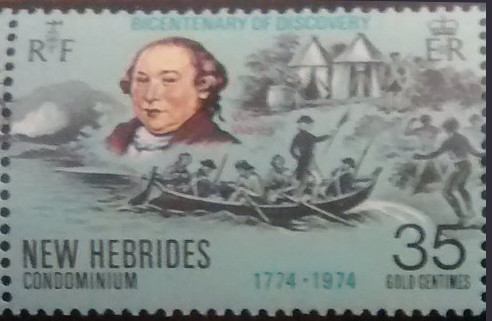 BICENTENARY OF DISCOVERY
RF
ER
NEW HEBRIDES
CONDOMINIUM
1774 · 1974
35
GOLD CENTIMES